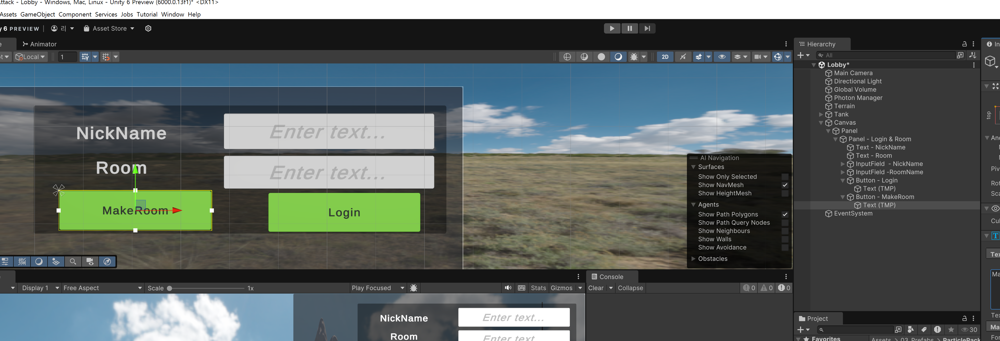 ttack - Lobby - Windows, Mac, Linux - Unity 6 Preview (6000.0.13f1)* <DX11>
Assets GameObject Component Services Jobs Tutorial Window Help
y 6 PREVIEW 리 Asset Store
e Animator
Hierarchy
In
t Local 1
2D
All
Lobby*
Main Camera
Directional Light
Global Volume
Photon Manager
Terrain
Tank
Canvas
Panel
Panel - Login & Room
Text - NickName
Text - Room
InputField - NickName
InputField -RoomName
Button - Login
Text (TMP)
Button - MakeRoom
Text (TMP)
EventSystem
NickName
Enter text...
Room
Enter text...
MakeRoom
Login
AI Navigation
Surfaces
Show Only Selected
Show NavMesh
Show HeightMesh
Agents
Show Path Polygons
Show Path Query Nodes
Show Neighbours
Show Walls
Show Avoidance
Obstacles
top
Anc
Piv
Rot
Sca
Cul
T
Tex
Ma
Tex
Ma
For
Console
Display 1 Free Aspect Scale 1x Play Focused Stats Gizmos
Clear Collapse 0 0 0
NickName
Enter text...
Room
Enter text
Project
30
Favorites
Assets > 03 Prefabs > ParticlePack